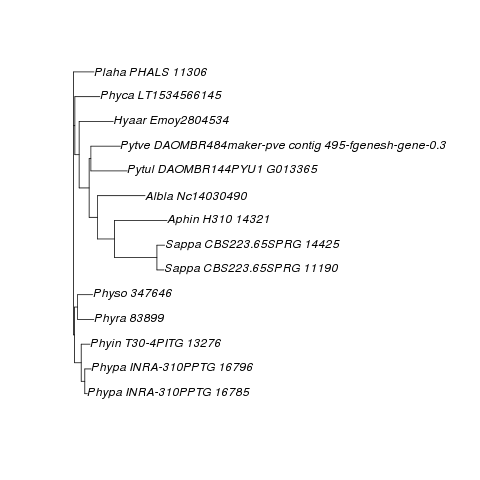 Plaha PHALS 11306
Phyca LT1534566145
Hyaar Emoy2804534
Pytve DAOMBR484maker-pve contig 495-fgenesh-gene-0.3
Pytul DAOMBR144PYU1 G013365
Albla Nc14030490
Aphin H310 14321
Sappa CBS223.65SPRG 14425
Sappa CBS223.65SPRG 11190
Physo 347646
Phyra 83899
Phyin T30-4PITG 13276
Phypa INRA-310PPTG 16796
Phypa INRA-310PPTG 16785